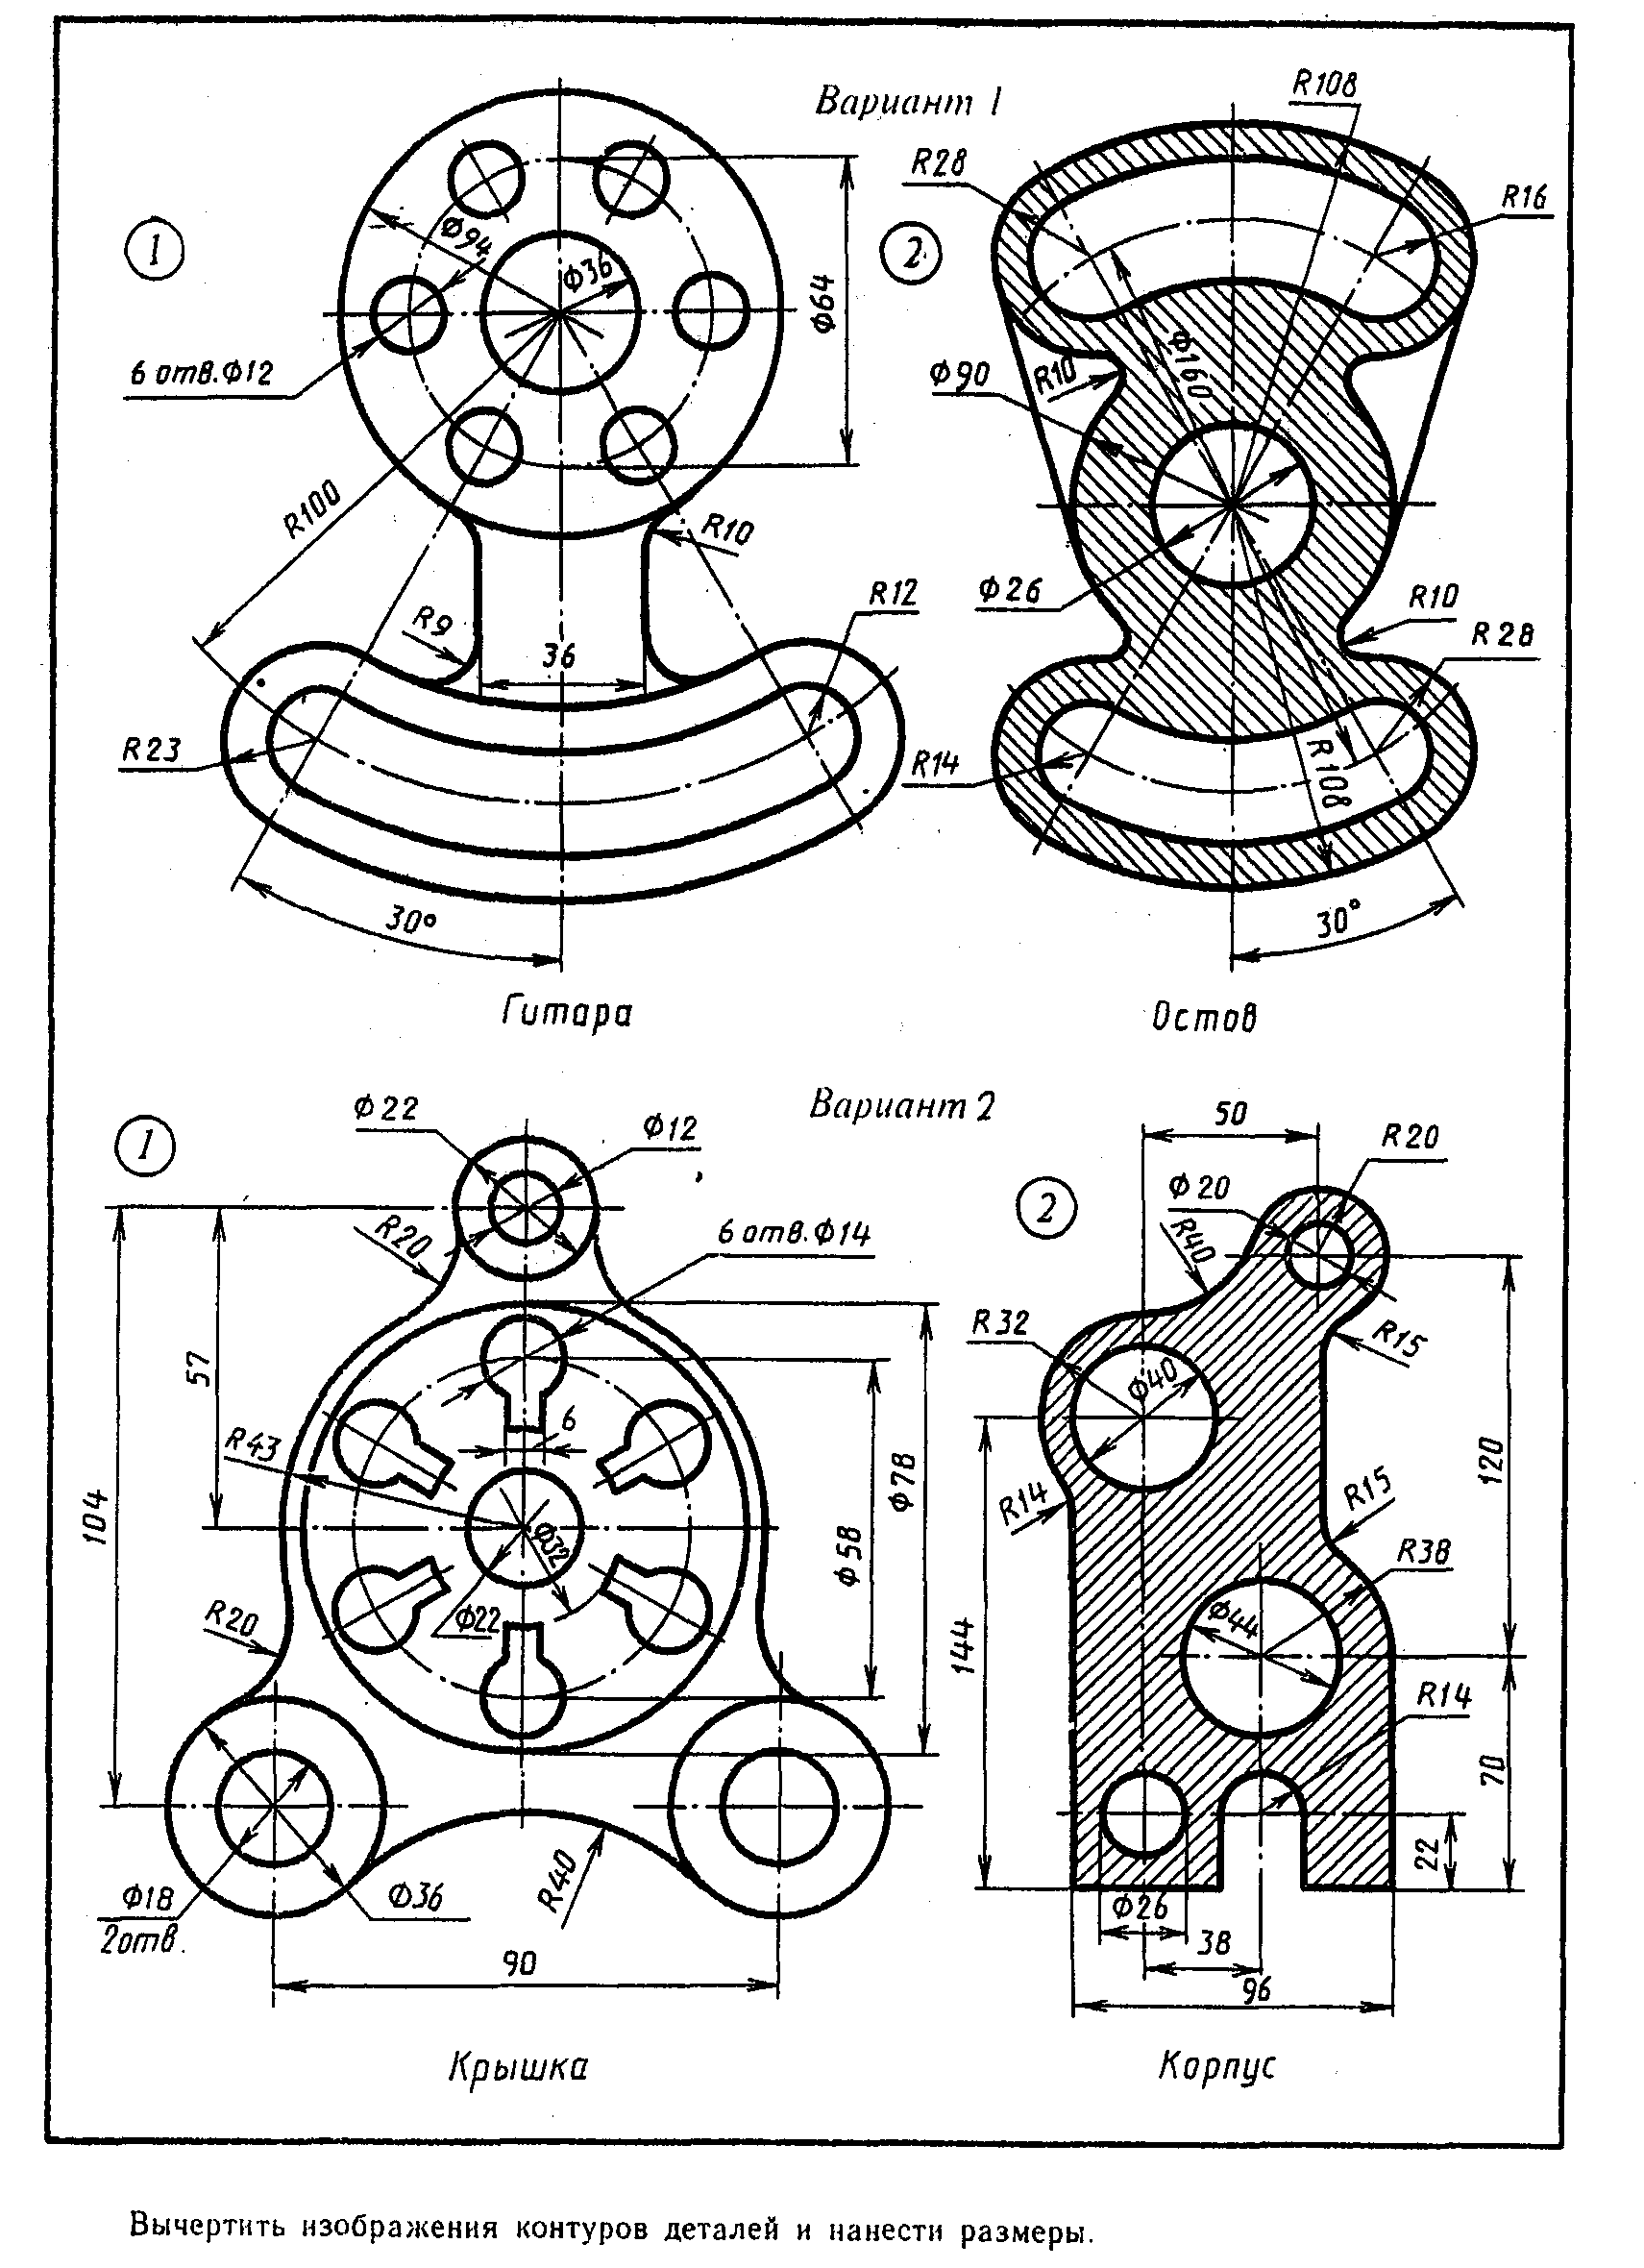 Вариант 1
1
Ф94
Ф36
Ф64
6 отв.Ф12
R100
R10
R9
R12
36
R23
30°
Гитара
2
R108
R28
R16
R10
Ф160
Ф90
Ф26
R10
R28
R14
R108
30°
Остов
Вариант 2
1
Ф22
Ф12
R20
6 отв.Ф14
57
R43
6
104
Ф32
Ф22
Ф58
Ф78
R20
Ф18
2отв.
Ф36
R40
90
Крышка
2
50
R20
Ф20
R40
R32
R15
Ф40
120
R14
R15
R38
Ф44
144
R14
70
22
Ф26
38
96
Корпус
Вычертить изображения контуров деталей и нанести размеры.